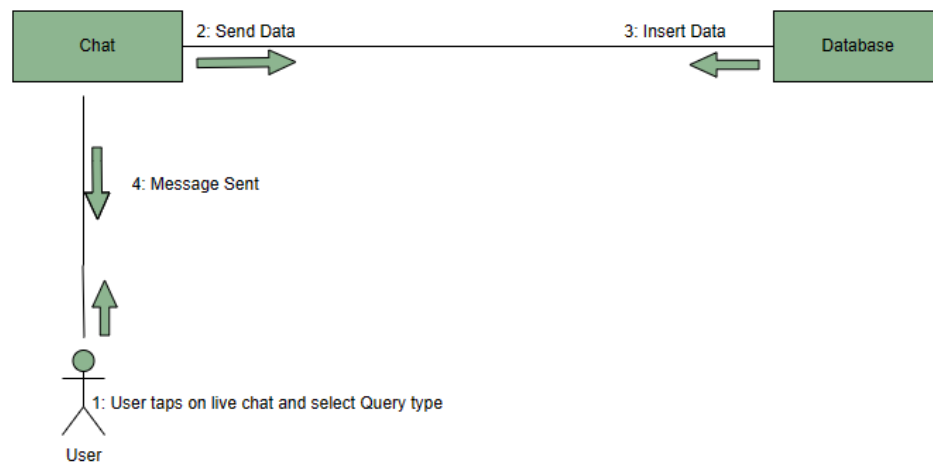 2: Send Data
3: Insert Data
Chat
Database
4: Message Sent
1: User taps on live chat and select Query type
User